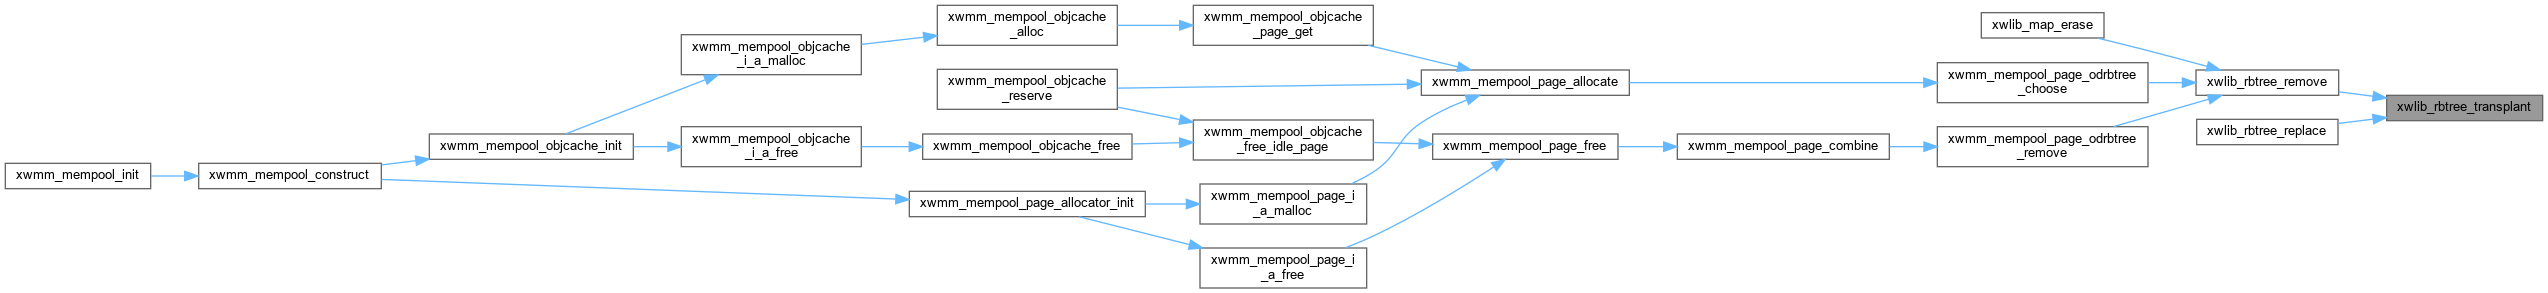 xwmm_mempool_init
xwmm_mempool_construct
xwmm_mempool_objcache_init
xwmm_mempool_page_allocator_init
xwmm_mempool_objcache
_i_a_malloc
xwmm_mempool_objcache
_i_a_free
xwmm_mempool_objcache
_alloc
xwmm_mempool_objcache
_reserve
xwmm_mempool_objcache_free
xwmm_mempool_objcache
_page_get
xwmm_mempool_objcache
_free_idle_page
xwmm_mempool_page_i
_a_malloc
xwmm_mempool_page_i
_a_free
xwmm_mempool_page_allocate
xwmm_mempool_page_free
xwmm_mempool_page_combine
xwlib_map_erase
xwmm_mempool_page_odrbtree
_choose
xwmm_mempool_page_odrbtree
_remove
xwlib_rbtree_remove
xwlib_rbtree_replace
xwlib_rbtree_transplant